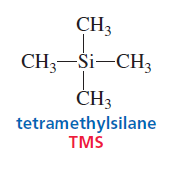 CH₃
CH₃—Si—CH₃
CH₃
tetramethylsilane
TMS